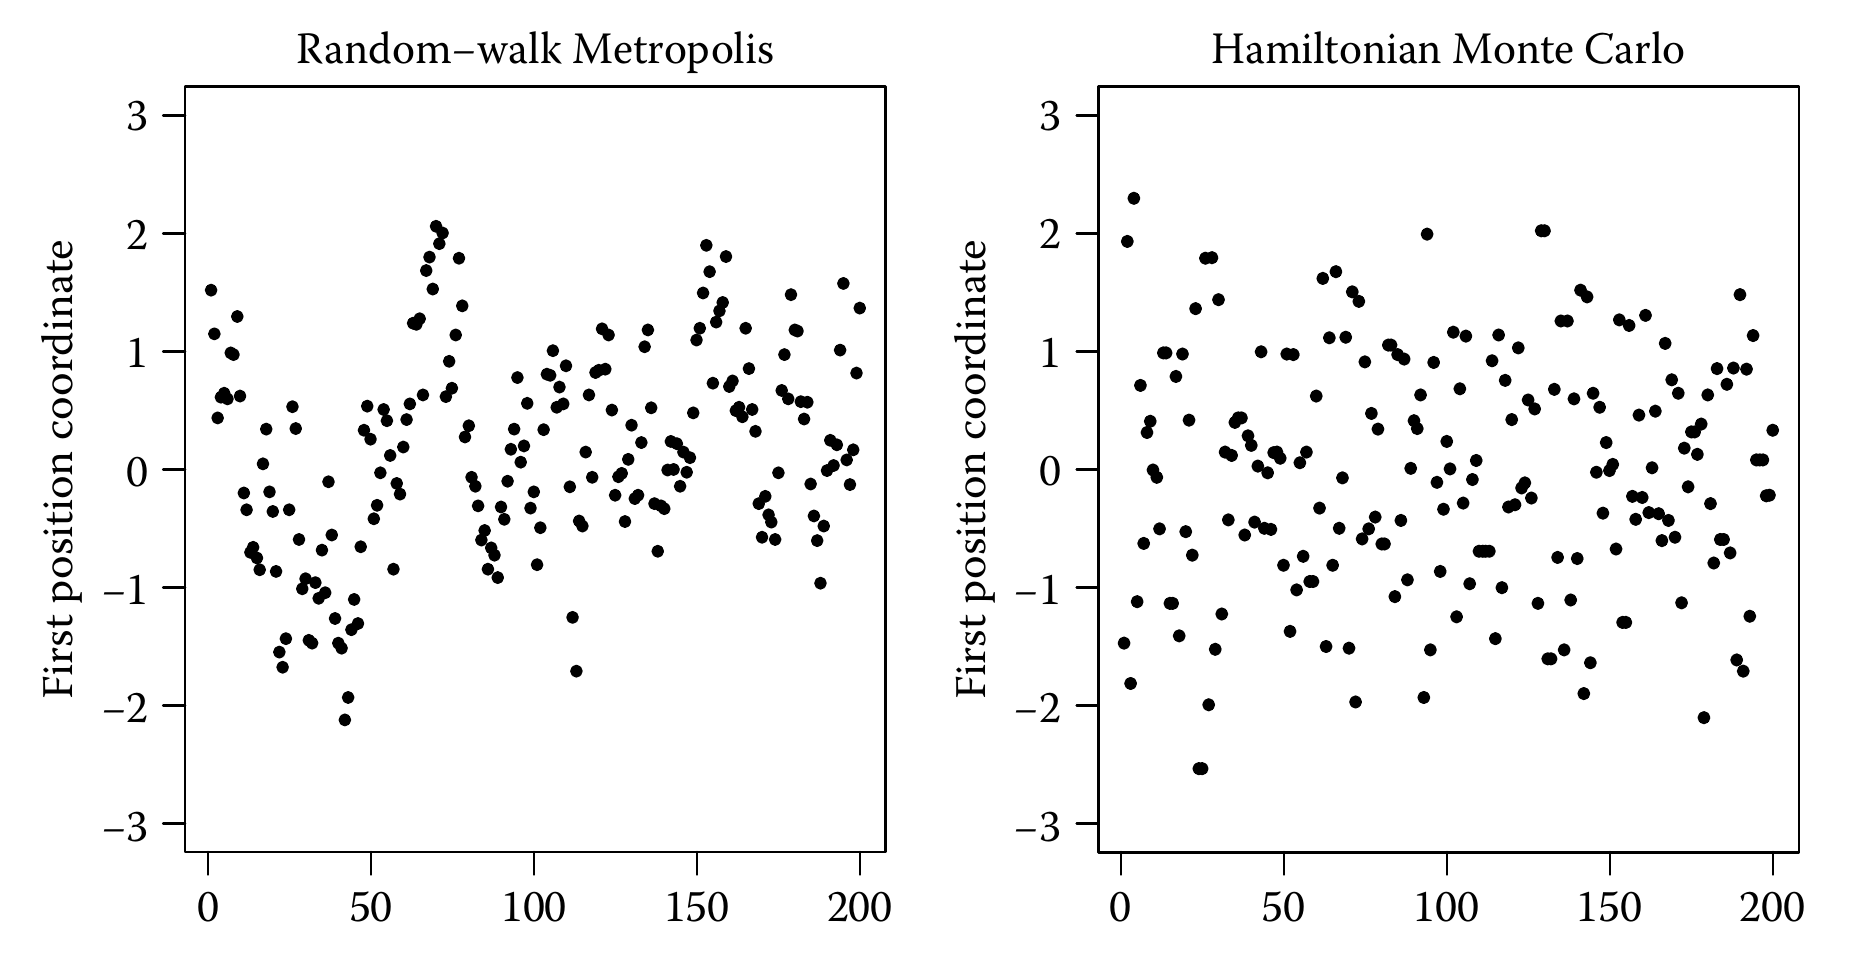 Random–walk Metropolis
First position coordinate
3
2
1
0
–1
–2
–3
0 50 100 150 200
Hamiltonian Monte Carlo
First position coordinate
3
2
1
0
–1
–2
–3
0 50 100 150 200